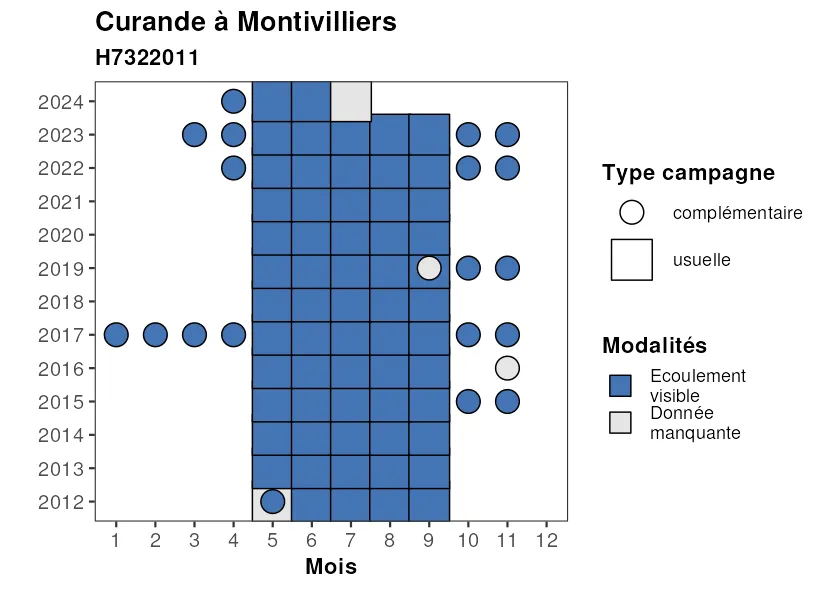 Curande à Montivilliers
H7322011
2024
2023
2022
2021
2020
2019
2018
2017
2016
2015
2014
2013
2012
1 2 3 4 5 6 7 8 9 10 11 12
Mois
Type campagne
complémentaire
usuelle
Modalités
Ecoulement
visible
Donnée
manquante